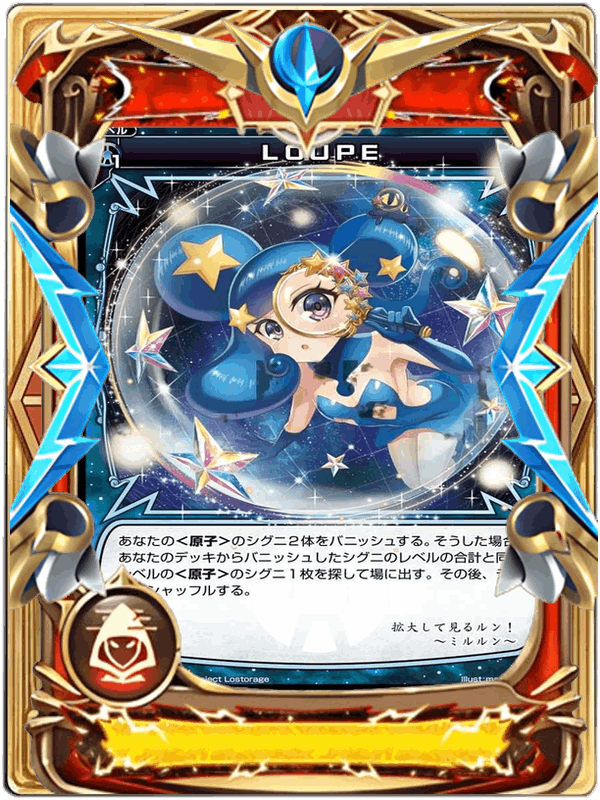 ベル
1
LOUPE
あなたの<原子>のシグニ2体をバニッシュする。そうした場合
あなたのデッキからバニッシュしたシグニのレベルの合計と同
ベルの<原子>のシグニ1枚を探して場に出す。その後、
シャッフルする。
拡大して見るルン！
〜ミルルン〜
ject Lostorage
Illust:m